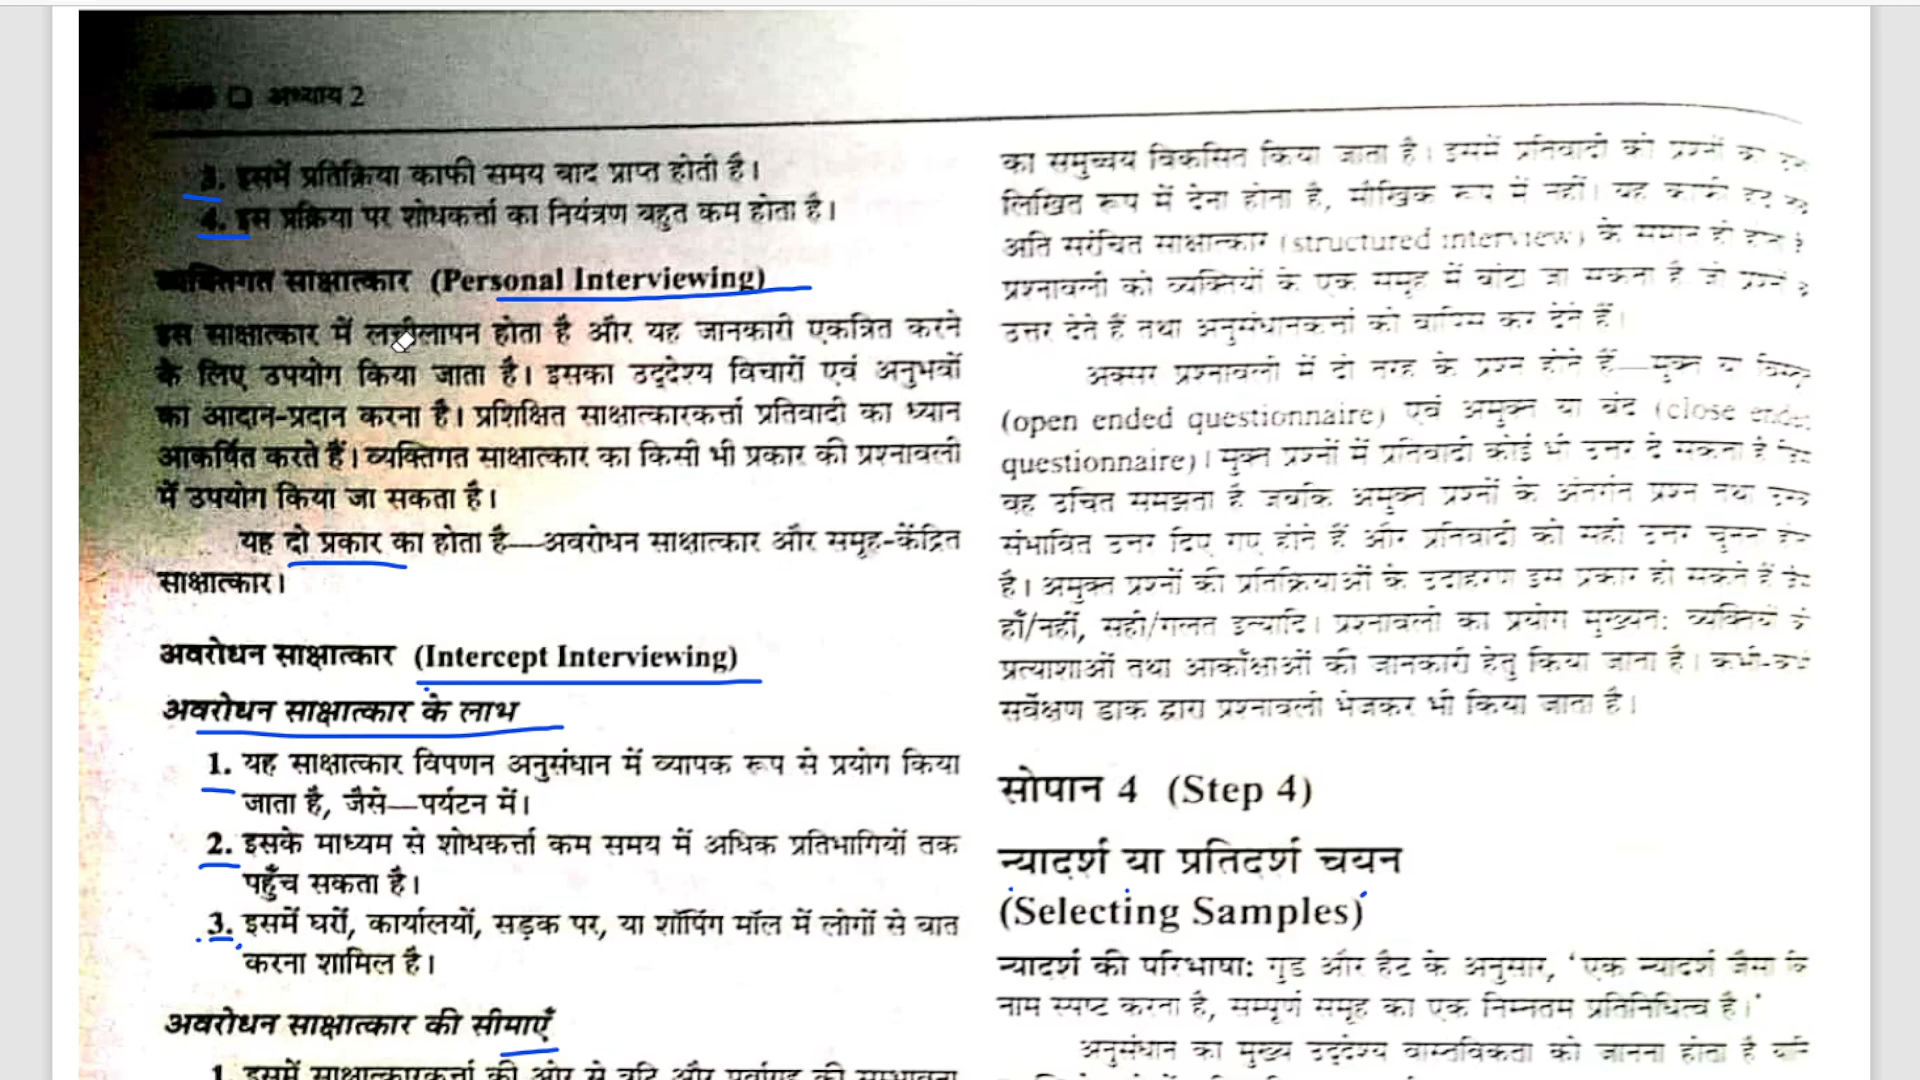 अध्याय 2
3. इसमें प्रतिक्रिया काफी समय बाद प्राप्त होती है।
4. इस प्रक्रिया पर शोधकर्त्ता का नियंत्रण बहुत कम होता है।
व्यक्तिगत साक्षात्कार (Personal Interviewing)
इस साक्षात्कार में लचीलापन होता है और यह जानकारी एकत्रित करने
के लिए उपयोग किया जाता है। इसका उद्देश्य विचारों एवं अनुभवों
का आदान-प्रदान करना है। प्रशिक्षित साक्षात्कारकर्त्ता प्रतिवादी का ध्यान
आकर्षित करते हैं। व्यक्तिगत साक्षात्कार का किसी भी प्रकार की प्रश्नावली
में उपयोग किया जा सकता है।
यह दो प्रकार का होता है—अवरोधन साक्षात्कार और समूह-केंद्रित
साक्षात्कार।
अवरोधन साक्षात्कार (Intercept Interviewing)
अवरोधन साक्षात्कार के लाभ
1. यह साक्षात्कार विपणन अनुसंधान में व्यापक रूप से प्रयोग किया
जाता है, जैसे—पर्यटन में।
2. इसके माध्यम से शोधकर्त्ता कम समय में अधिक प्रतिभागियों तक
पहुँच सकता है।
3. इसमें घरों, कार्यालयों, सड़क पर, या शॉपिंग मॉल में लोगों से बात
करना शामिल है।
अवरोधन साक्षात्कार की सीमाएँ
1. इसमें साक्षात्कारकर्त्ता की ओर से त्रुटि और पूर्वाग्रह की सम्भावना
का समुच्चय विकसित किया जाता है। इसमें प्रतिवादी को प्रश्नों का
लिखित रूप में देना होता है, मौखिक रूप में नहीं। यह काफी हद
अति सरंचित साक्षात्कार (structured interview) के समान ही होता
प्रश्नावली को व्यक्तियों के एक समूह में बांटा जा सकता है जो प्रश्नों
उत्तर देते हैं तथा अनुसंधानकर्त्ता को वापिस कर देते हैं।
अक्सर प्रश्नावली में दो तरह के प्रश्न होते हैं—मुक्त या
(open ended questionnaire) एवं अमुक्त या बंद (close
questionnaire)। मुक्त प्रश्नों में प्रतिवादी कोई भी उत्तर दे सकता है
वह उचित समझता है जबकि अमुक्त प्रश्नों के अंतर्गत प्रश्न तथा
संभावित उत्तर दिए गए होते हैं और प्रतिवादी को सही उत्तर चुनना
है। अमुक्त प्रश्नों की प्रतिक्रियाओं के उदाहरण इस प्रकार हो सकते हैं
हाँ/नहीं, सही/गलत इत्यादि। प्रश्नावली का प्रयोग मुख्यत: व्यक्तियों
प्रत्याशाओं तथा आकाँक्षाओं की जानकारी हेतु किया जाता है।
सर्वेक्षण डाक द्वारा प्रश्नावली भेजकर भी किया जाता है।
सोपान 4 (Step 4)
न्यादर्श या प्रतिदर्श चयन
(Selecting Samples)
न्यादर्श की परिभाषा: गुड और हैट के अनुसार, ‘एक न्यादर्श जैसा
नाम स्पष्ट करता है, सम्पूर्ण समूह का एक निम्नतम प्रतिनिधित्व है।’
अनुसंधान का मुख्य उद्देश्य वास्तविकता को जानना होता है